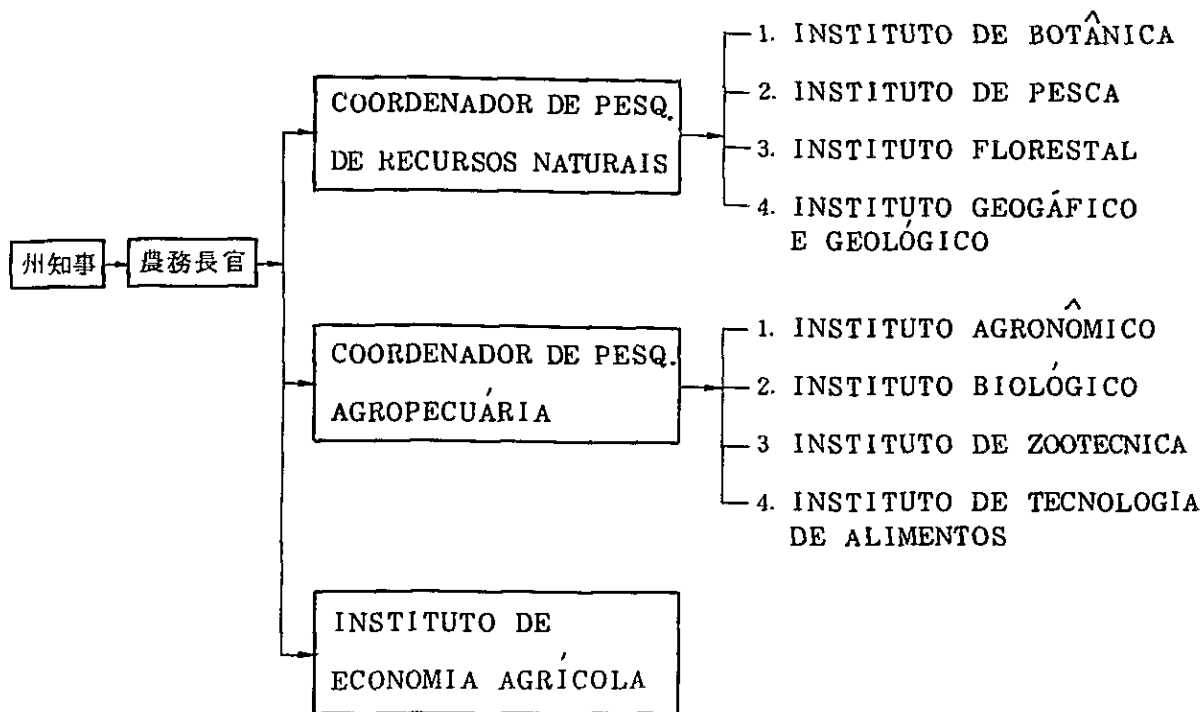 州知事
農務長官
COORDENADOR DE PESQ.
DE RECURSOS NATURAIS
1. INSTITUTO DE BOTÂNICA
2. INSTITUTO DE PESCA
3. INSTITUTO FLORESTAL
4. INSTITUTO GEOGÁFICO
E GEOLÓGICO
COORDENADOR DE PESQ.
AGROPECUÁRIA
1. INSTITUTO AGRONÔMICO
2. INSTITUTO BIOLÓGICO
3 INSTITUTO DE ZOOTECNICA
4. INSTITUTO DE TECNOLOGIA
DE ALIMENTOS
INSTITUTO DE
ECONOMIA AGRÍCOLA